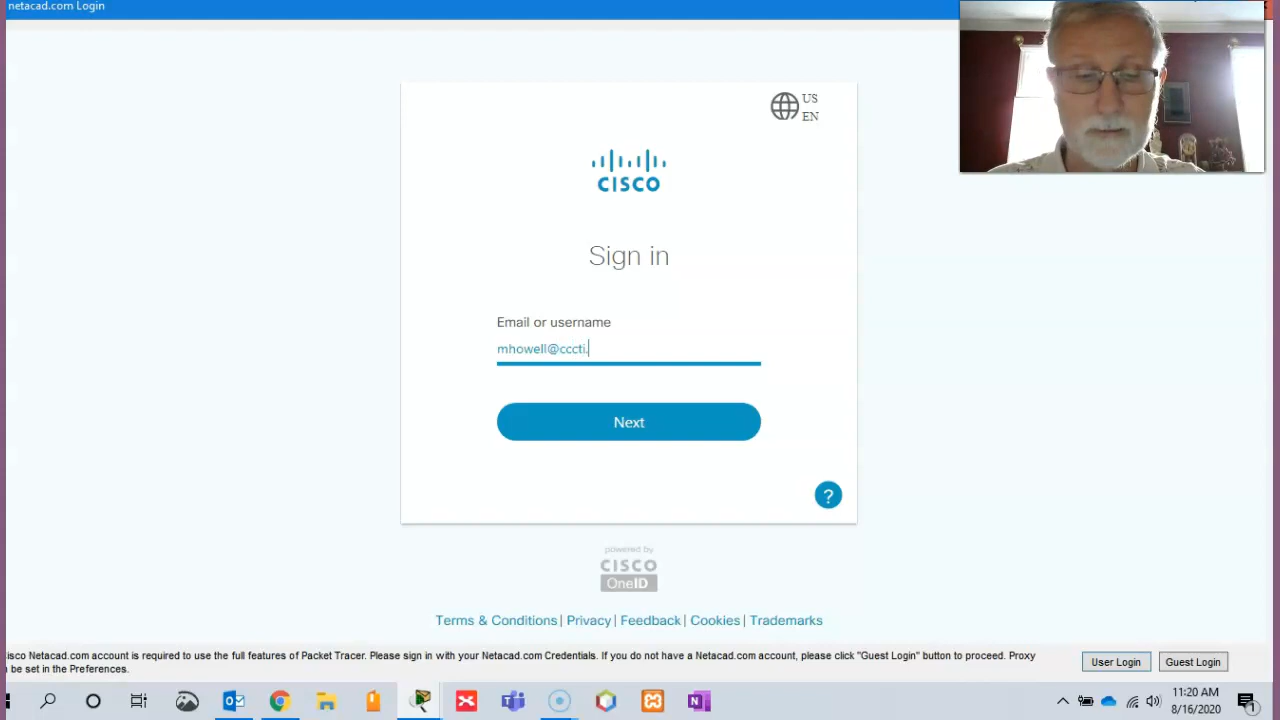 netacad.com Login
US
EN
CISCO
Sign in
Email or username
mhowell@cccti.
Next
?
powered by
CISCO
OneID
Terms & Conditions | Privacy | Feedback | Cookies | Trademarks
isco Netacad.com account is required to use the full features of Packet Tracer. Please sign in with your Netacad.com Credentials. If you do not have a Netacad.com account, please click "Guest Login" button to proceed. Proxy
be set in the Preferences.
User Login
Guest Login
11:20 AM
8/16/2020
1